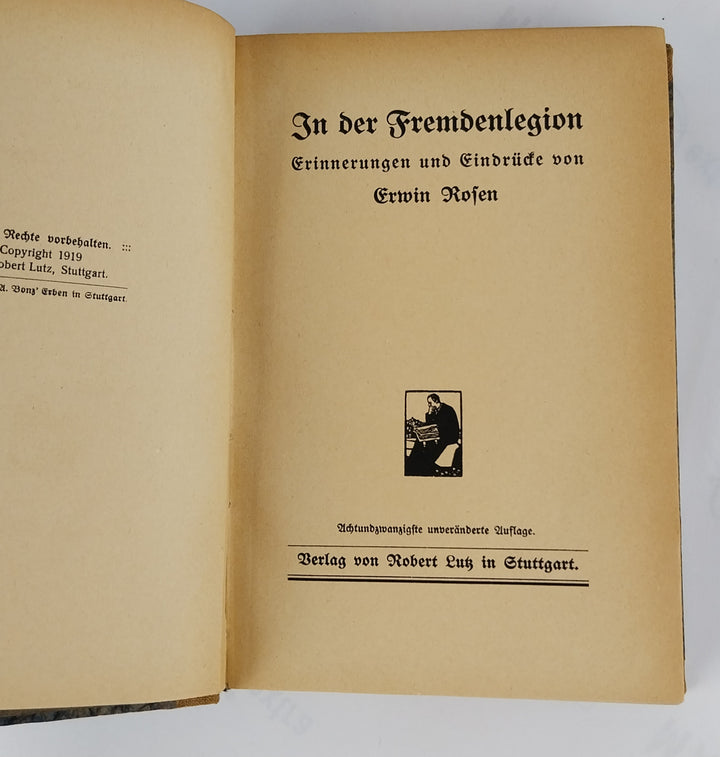 Rechte vorbehalten. :::
Copyright 1919
obert Lutz, Stuttgart.
A. Bonz' Erben in Stuttgart.
In der Fremdenlegion
Erinnerungen und Eindrücke von
Erwin Rosen
Achtundzwanzigste unveränderte Auflage.
Verlag von Robert Lutz in Stuttgart.